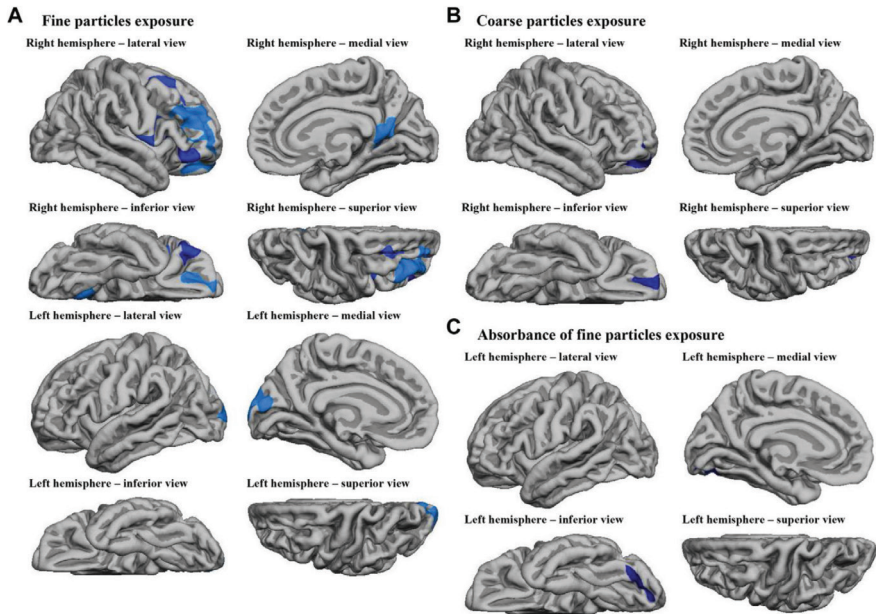 A Fine particles exposure
Right hemisphere – lateral view
Right hemisphere – medial view
Right hemisphere – inferior view
Right hemisphere – superior view
Left hemisphere – lateral view
Left hemisphere – medial view
Left hemisphere – inferior view
Left hemisphere – superior view
B Coarse particles exposure
Right hemisphere – lateral view
Right hemisphere – medial view
Right hemisphere – inferior view
Right hemisphere – superior view
C Absorbance of fine particles exposure
Left hemisphere – lateral view
Left hemisphere – medial view
Left hemisphere – inferior view
Left hemisphere – superior view